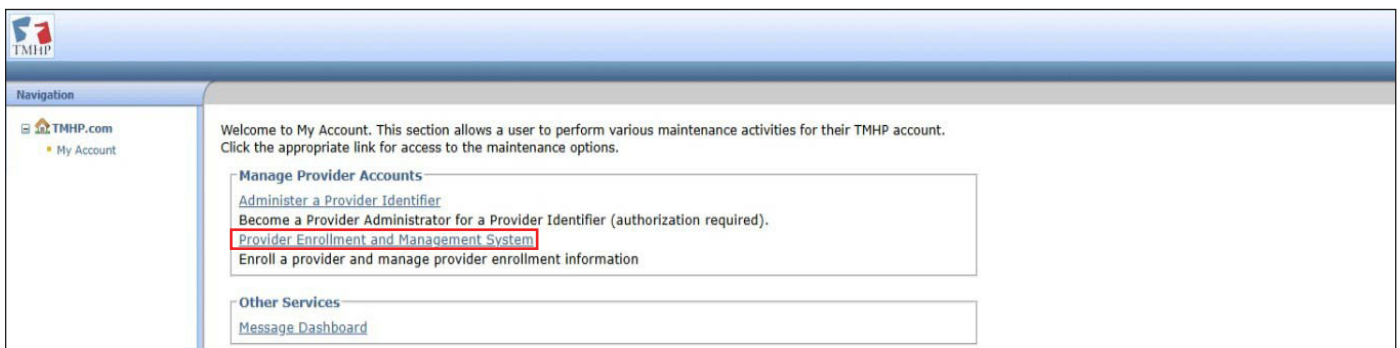 TMHP
Navigation
TMHP.com
My Account
Welcome to My Account. This section allows a user to perform various maintenance activities for their TMHP account.
Click the appropriate link for access to the maintenance options.
Manage Provider Accounts
Administer a Provider Identifier
Become a Provider Administrator for a Provider Identifier (authorization required).
Provider Enrollment and Management System
Enroll a provider and manage provider enrollment information
Other Services
Message Dashboard